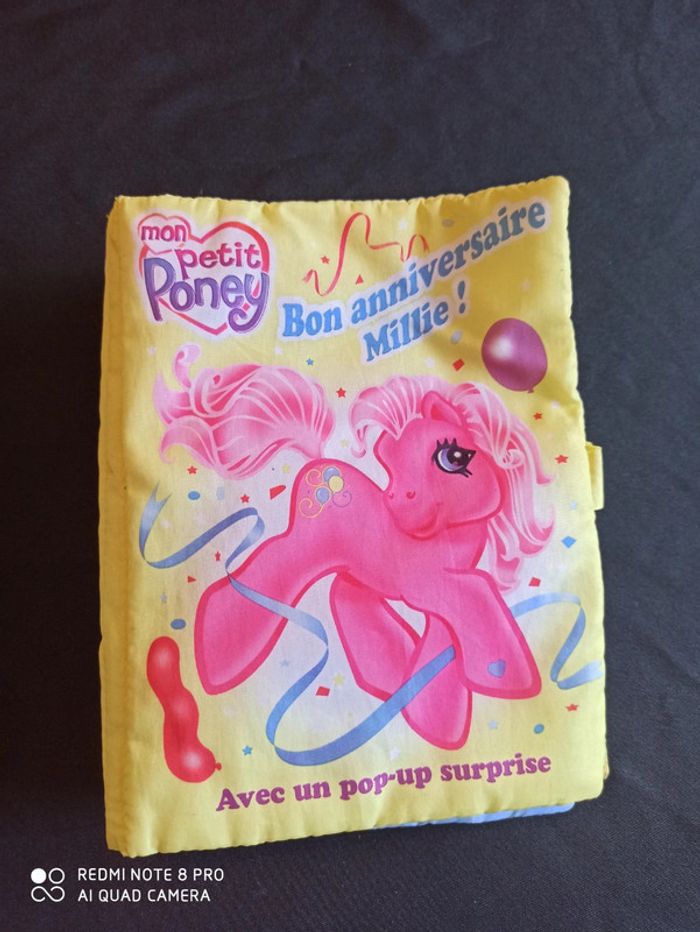 mon
petit
Poney
Bon anniversaire
Millie !
Avec un pop-up surprise
REDMI NOTE 8 PRO
AI QUAD CAMERA